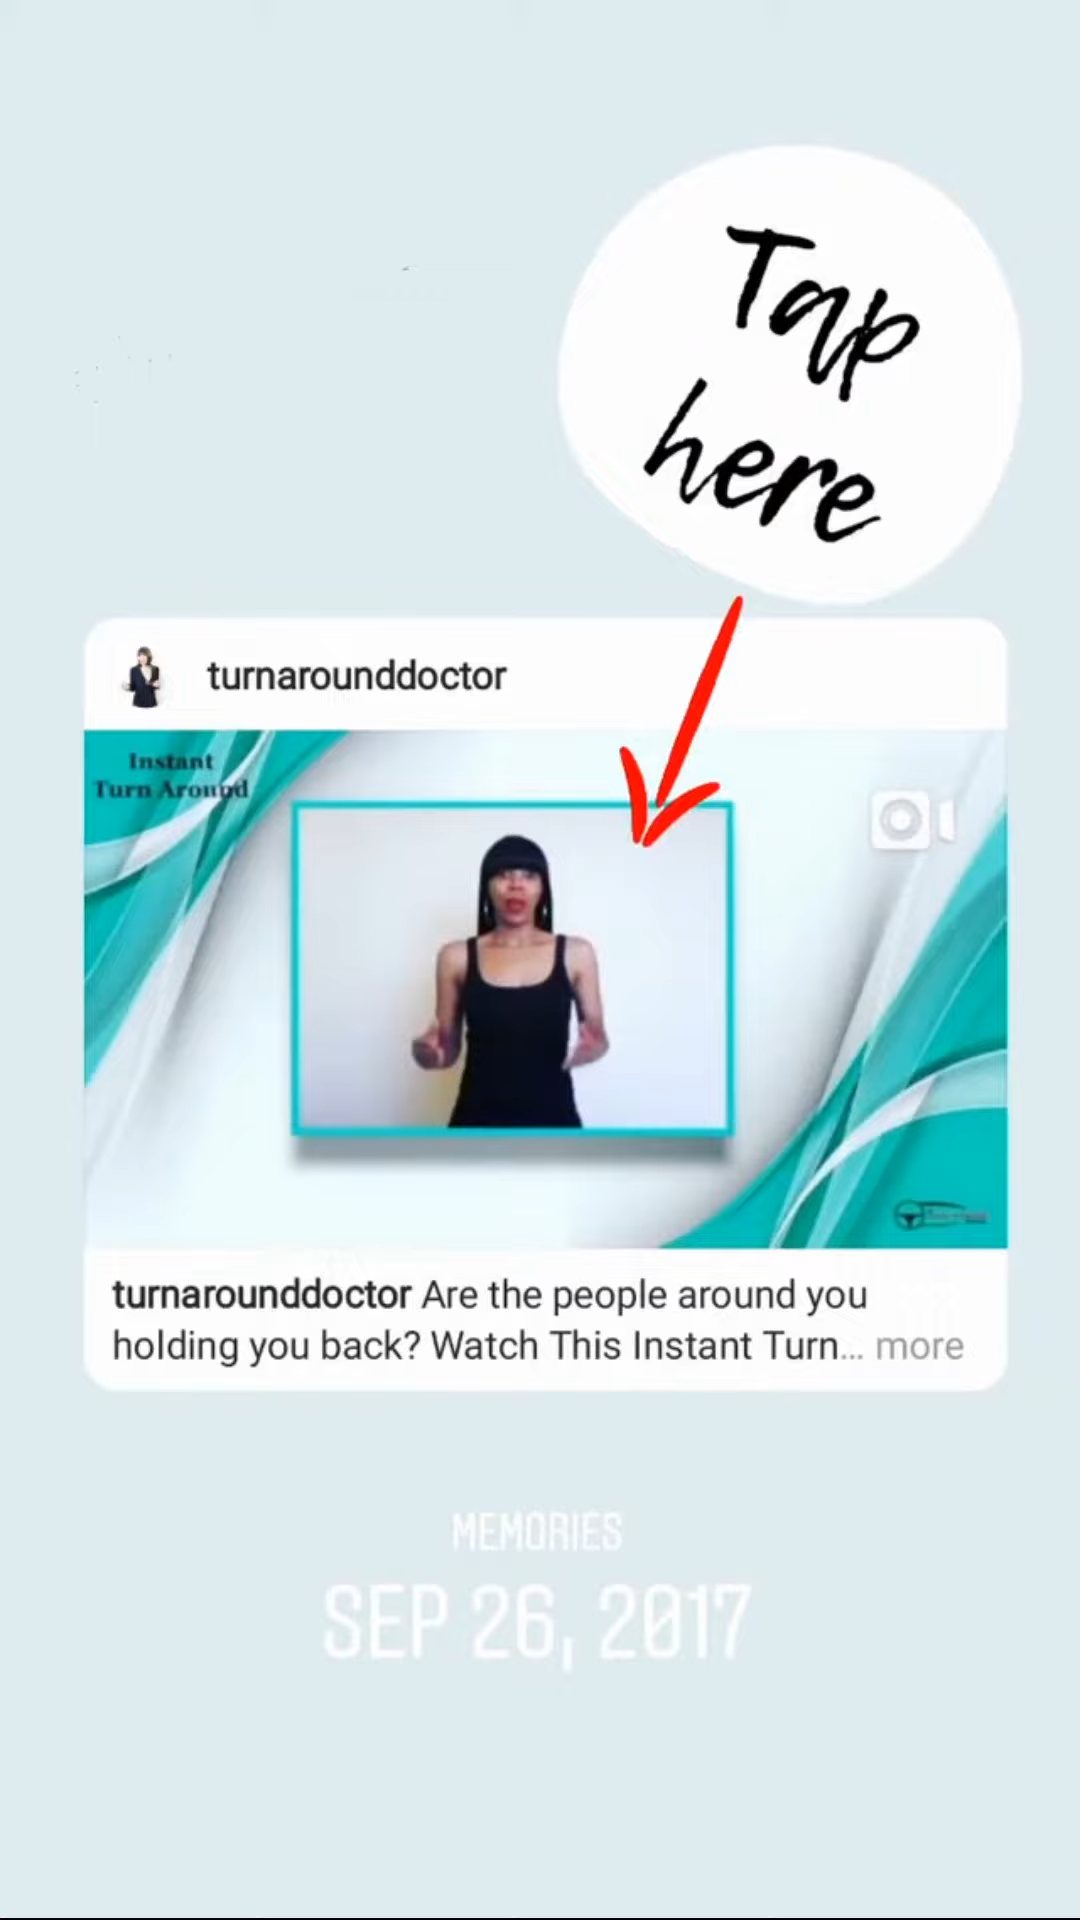 Tap
here
turnarounddoctor
Instant
Turn Around
turnarounddoctor Are the people around you
holding you back? Watch This Instant Turn... more
MEMORIES
SEP 26, 2017